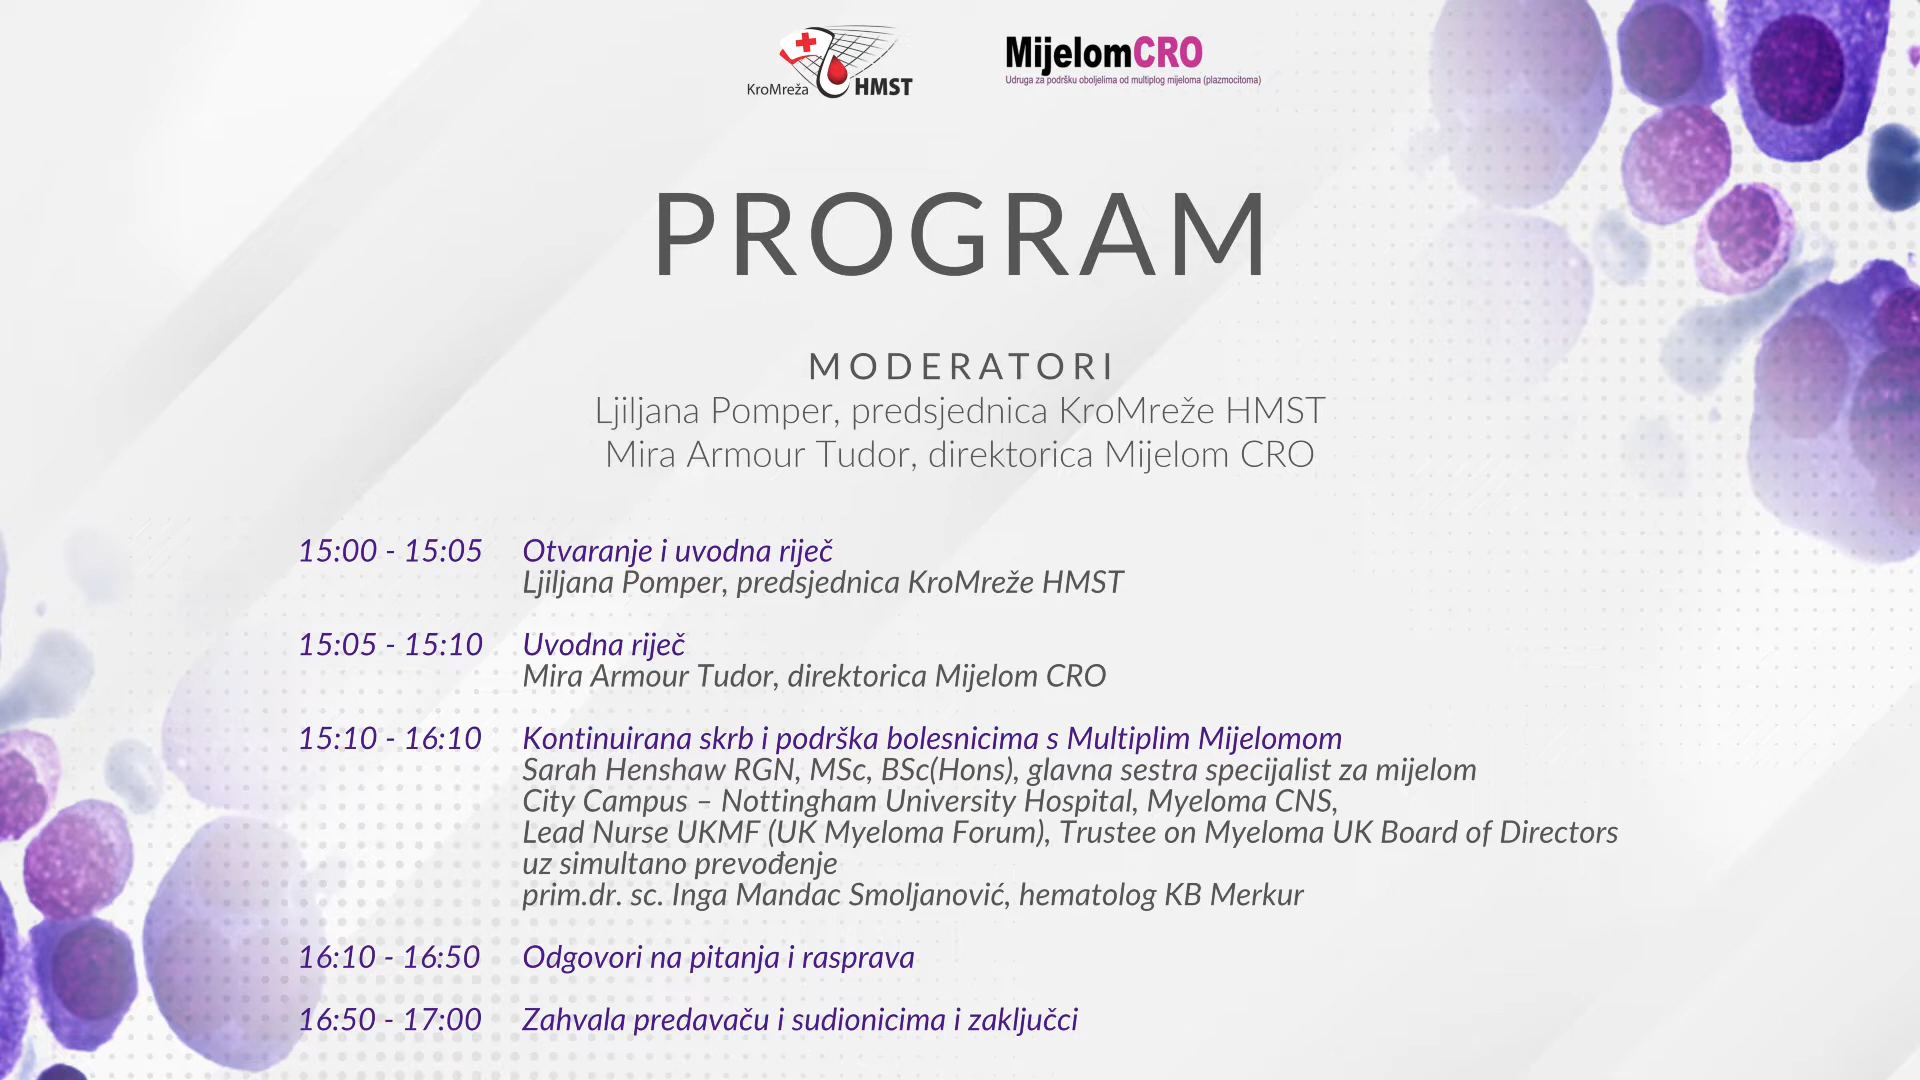 KroMreža HMST
MijelomCRO
Udruga za podršku oboljelima od multiplog mijeloma (plazmocitoma)
PROGRAM
MODERATORI
Ljiljana Pomper, predsjednica KroMreže HMST
Mira Armour Tudor, direktorica Mijelom CRO
15:00 - 15:05 Otvaranje i uvodna riječ
Ljiljana Pomper, predsjednica KroMreže HMST
15:05 - 15:10 Uvodna riječ
Mira Armour Tudor, direktorica Mijelom CRO
15:10 - 16:10 Kontinuirana skrb i podrška bolesnicima s Multiplim Mijelomom
Sarah Henshaw RGN, MSc, BSc(Hons), glavna sestra specijalist za mijelom
City Campus – Nottingham University Hospital, Myeloma CNS,
Lead Nurse UKMF (UK Myeloma Forum), Trustee on Myeloma UK Board of Directors
uz simultano prevođenje
prim.dr. sc. Inga Mandac Smoljanović, hematolog KB Merkur
16:10 - 16:50 Odgovori na pitanja i rasprava
16:50 - 17:00 Zahvala predavaču i sudionicima i zaključci